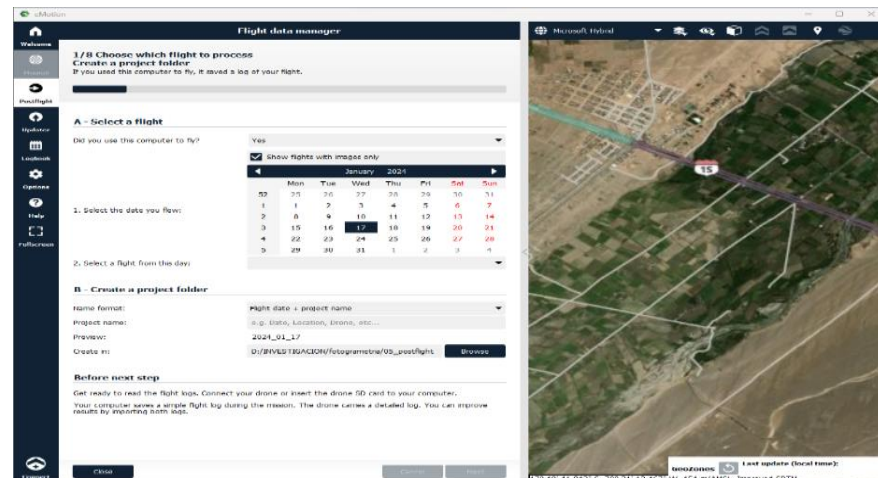 eMotion
Flight data manager
Microsoft Hybrid
Welcome
Postflight
Updates
Logbook
Options
Help
Fullscreen
Connect
1/8 Choose which flight to process
Create a project folder
If you used this computer to fly, it saved a log of your flight.
A - Select a flight
Did you use this computer to fly?
Yes
Show flights with images only
January 2024
Mon Tue Wed Thu Fri Sat Sun
52 25 26 27 28 29 30 31
1 1 2 3 4 5 6 7
2 8 9 10 11 12 13 14
3 15 16 17 18 19 20 21
4 22 23 24 25 26 27 28
5 29 30 31 1 2 3 4
1. Select the date you flew:
2. Select a flight from this day:
B - Create a project folder
Name format:
Flight date + project name
Project name:
e.g. Date, Location, Drone, etc...
Preview:
2024_01_17
Create in:
D:/INVESTIGACION/fotogrametria/05_postflight
Browse
Before next step
Get ready to read the flight logs. Connect your drone or insert the drone SD card to your computer.
Your computer saves a simple flight log during the mission. The drone carries a detailed log. You can improve
results by importing both logs.
Close
Next
15
Geozones
Last update (local time):